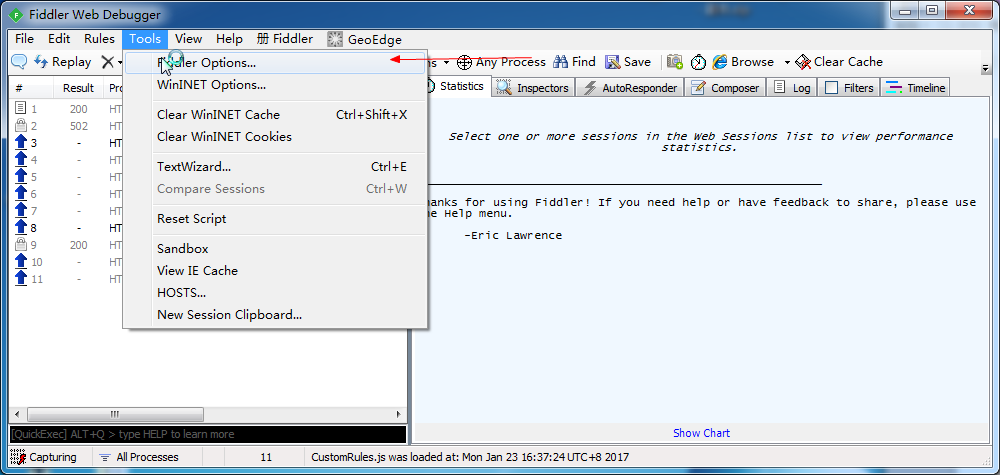 Fiddler Web Debugger
File Edit Rules Tools View Help 册 Fiddler GeoEdge
Replay Any Process Find Save Browse Clear Cache
Fiddler Options...
WinINET Options...
Clear WinINET Cache Ctrl+Shift+X
Clear WinINET Cookies
TextWizard... Ctrl+E
Compare Sessions Ctrl+W
Reset Script
Sandbox
View IE Cache
HOSTS...
New Session Clipboard...
# Result
1 200 HT
2 502 HT
3 - HT
4 - HT
5 - HT
6 - HT
7 - HT
8 - HT
9 200 HT
10 - HT
11 - HT
Statistics Inspectors AutoResponder Composer Log Filters Timeline
Select one or more sessions in the Web Sessions list to view performance
statistics.
hanks for using Fiddler! If you need help or have feedback to share, please use
e Help menu.
-Eric Lawrence
Show Chart
[QuickExec] ALT+Q > type HELP to learn more
Capturing All Processes 11 CustomRules.js was loaded at: Mon Jan 23 16:37:24 UTC+8 2017